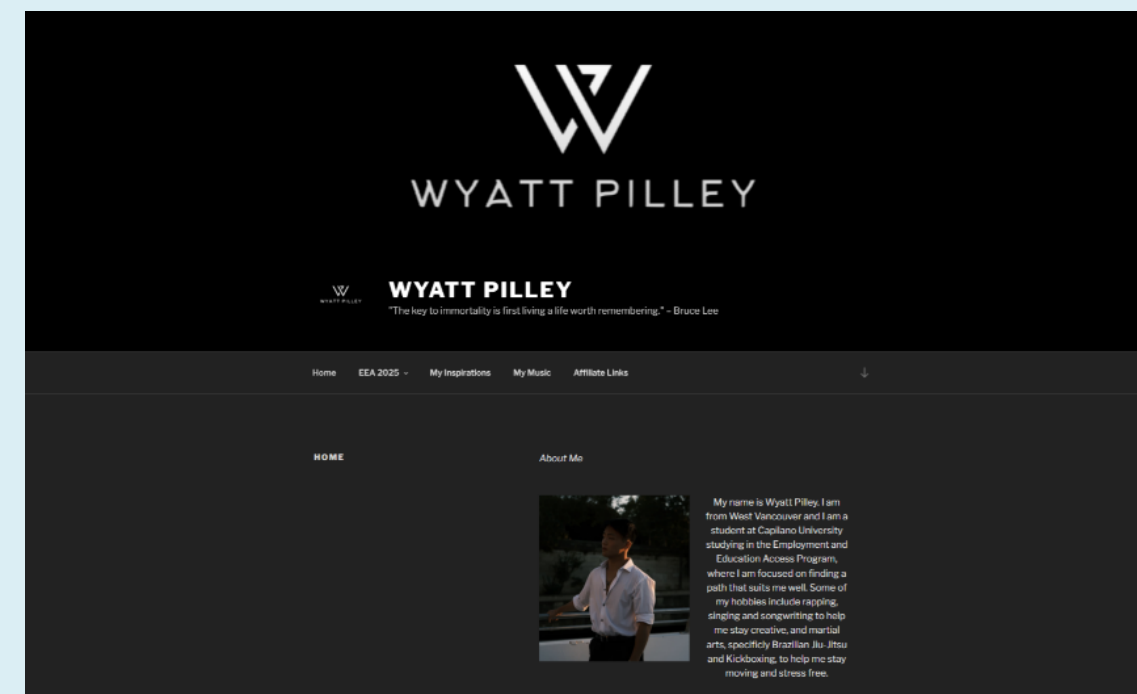 WYATT PILLEY
WYATT PILLEY
WYATT PILLEY
"The key to immortality is first living a life worth remembering." – Bruce Lee
Home EEA 2025 My Inspirations My Music Affiliate Links
HOME
About Me
My name is Wyatt Pilley. I am
from West Vancouver and I am a
student at Capilano University
studying in the Employment and
Education Access Program,
where I am focused on finding a
path that suits me well. Some of
my hobbies include rapping,
singing and songwriting to help
me stay creative, and martial
arts, specificly Brazilian Jiu-Jitsu
and Kickboxing, to help me stay
moving and stress free.